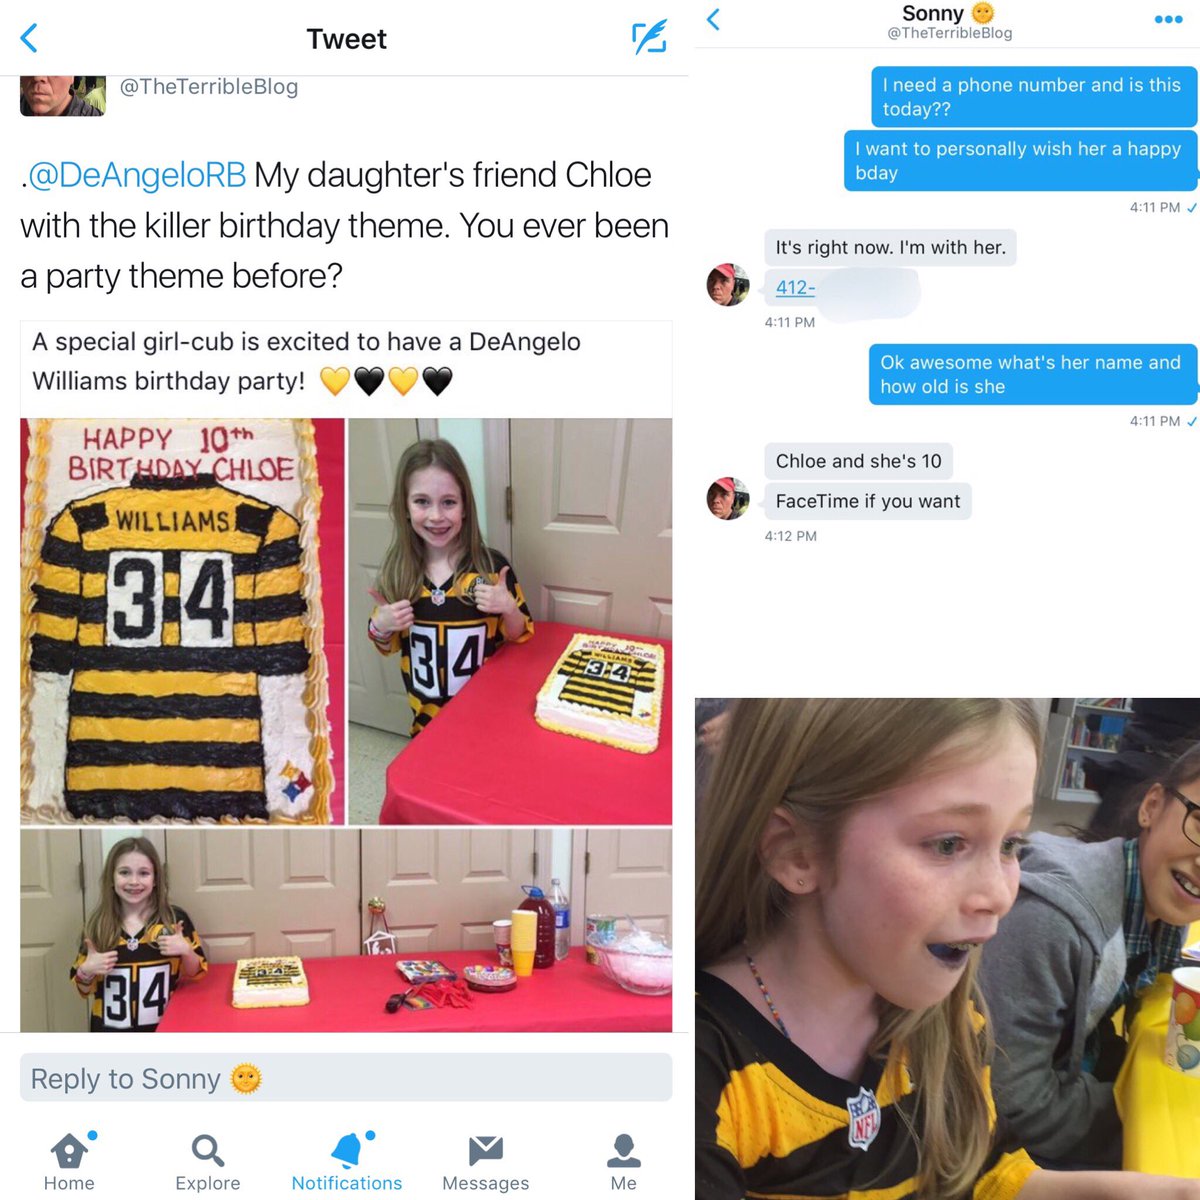 Tweet
@TheTerribleBlog
.@DeAngeloRB My daughter's friend Chloe
with the killer birthday theme. You ever been
a party theme before?
A special girl-cub is excited to have a DeAngelo
Williams birthday party! 💛🖤💛🖤
HAPPY 10th
BIRTHDAY CHLOE
WILLIAMS
34
34
HAPPY 10th
BIRTHDAY CHLOE
WILLIAMS
34
34
34
Reply to Sonny 🌞
Home
Explore
Notifications
Messages
Me
Sonny 🌞
@TheTerribleBlog
I need a phone number and is this
today??
I want to personally wish her a happy
bday
4:11 PM ✓
It's right now. I'm with her.
412-
4:11 PM
Ok awesome what's her name and
how old is she
4:11 PM ✓
Chloe and she's 10
FaceTime if you want
4:12 PM
NFL